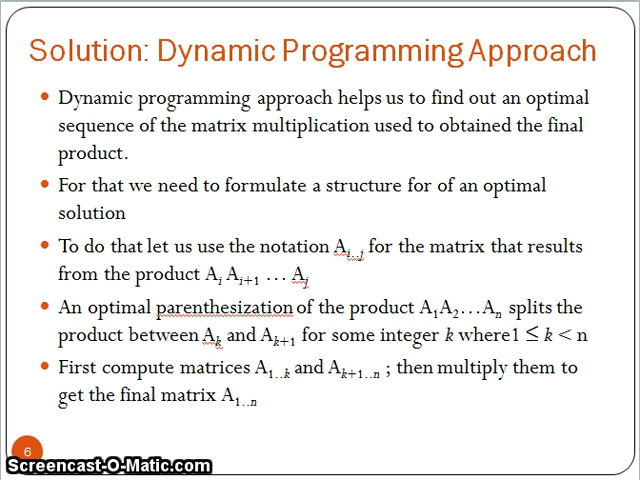 Solution: Dynamic Programming Approach
• Dynamic programming approach helps us to find out an optimal
sequence of the matrix multiplication used to obtained the final
product.
• For that we need to formulate a structure for of an optimal
solution
• To do that let us use the notation Aᵢ..ⱼ for the matrix that results
from the product Aᵢ Aᵢ₊₁ … Aⱼ
• An optimal parenthesization of the product A₁A₂…Aₙ splits the
product between Aₖ and Aₖ₊₁ for some integer k where1 ≤ k < n
• First compute matrices A₁..ₖ and Aₖ₊₁..ₙ ; then multiply them to
get the final matrix A₁..ₙ
6
Screencast-O-Matic.com